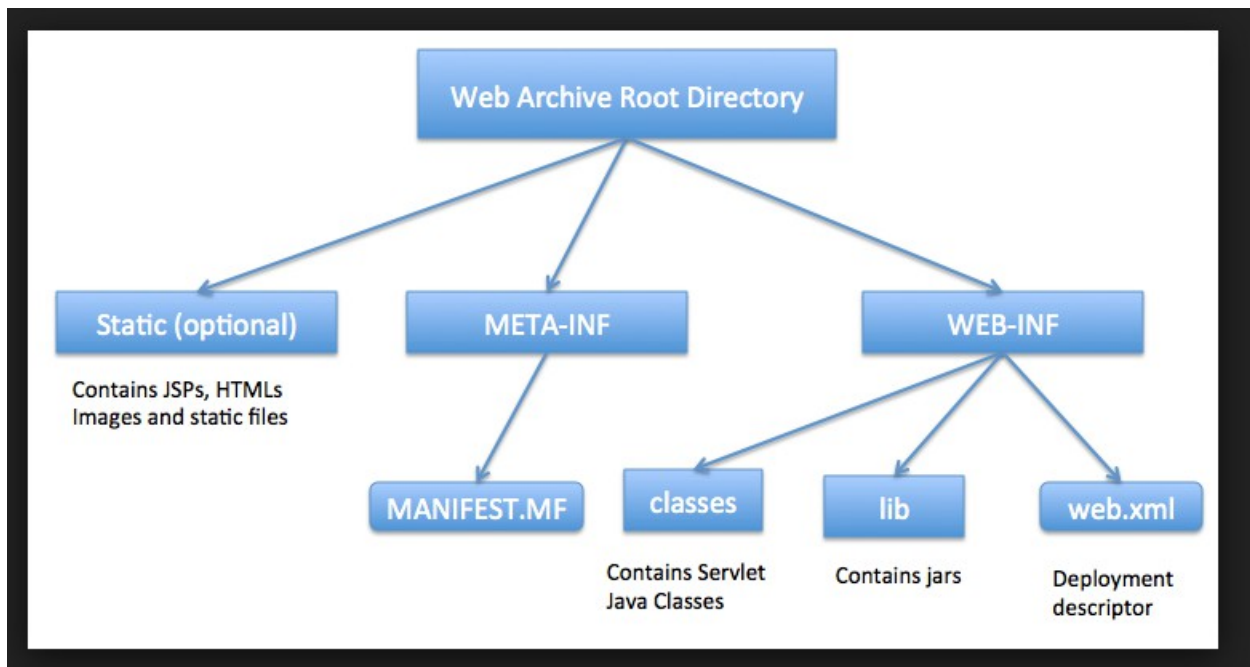 Web Archive Root Directory
Static (optional)
META-INF
WEB-INF
Contains JSPs, HTMLs
Images and static files
MANIFEST.MF
classes
lib
web.xml
Contains Servlet
Java Classes
Contains jars
Deployment
descriptor